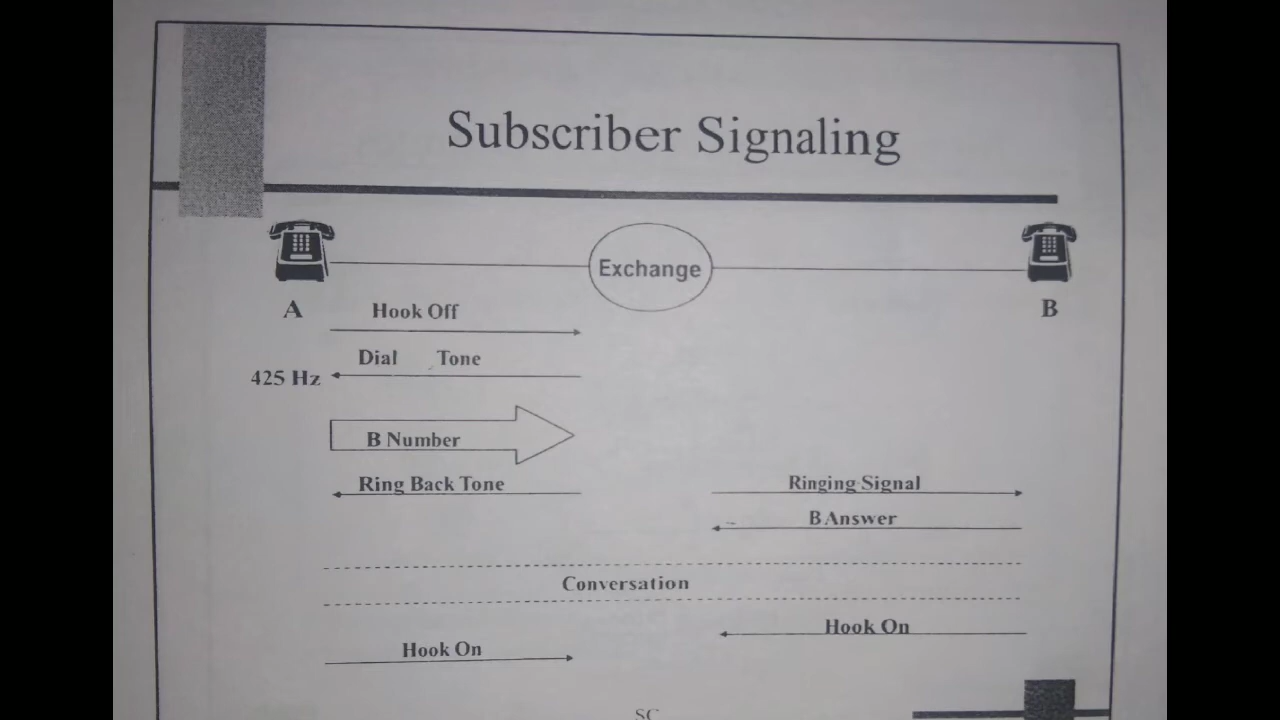 Subscriber Signaling
Exchange
A
B
Hook Off
Dial Tone
425 Hz
B Number
Ring Back Tone
Ringing Signal
B Answer
Conversation
Hook On
Hook On
SC